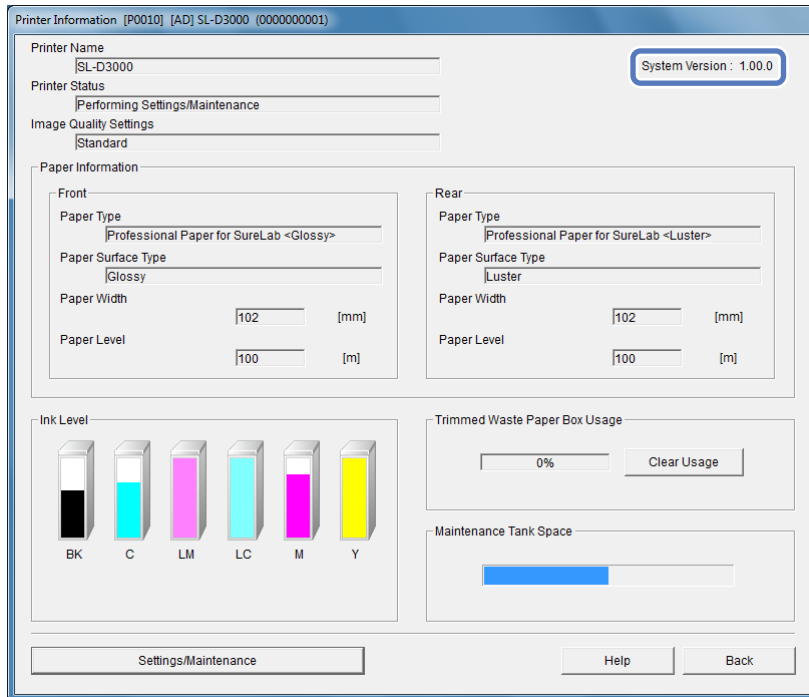 Printer Information [P0010] [AD] SL-D3000 (0000000001)
Printer Name
SL-D3000
System Version : 1.00.0
Printer Status
Performing Settings/Maintenance
Image Quality Settings
Standard
Paper Information
Front
Paper Type
Professional Paper for SureLab <Glossy>
Paper Surface Type
Glossy
Paper Width
102 [mm]
Paper Level
100 [m]
Rear
Paper Type
Professional Paper for SureLab <Luster>
Paper Surface Type
Luster
Paper Width
102 [mm]
Paper Level
100 [m]
Ink Level
BK C LM LC M Y
Trimmed Waste Paper Box Usage
0% Clear Usage
Maintenance Tank Space
Settings/Maintenance Help Back